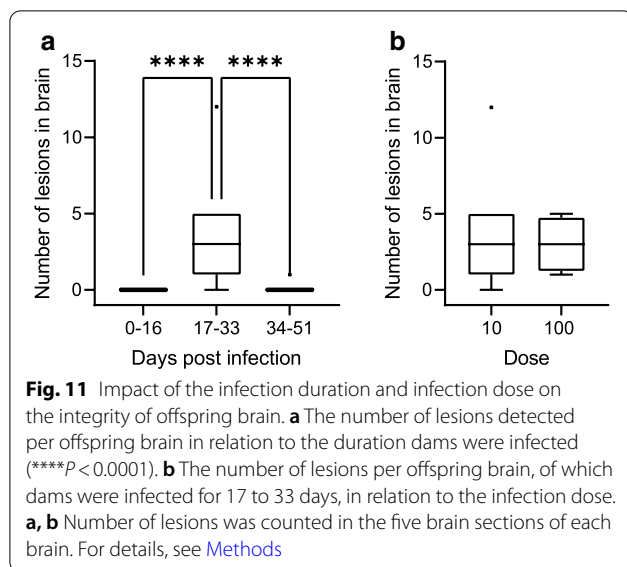 a
b
**** ****
15
10
5
0
Number of lesions in brain
0-16 17-33 34-51
Days post infection
15
10
5
0
Number of lesions in brain
10 100
Dose
Fig. 11 Impact of the infection duration and infection dose on
the integrity of offspring brain. a The number of lesions detected
per offspring brain in relation to the duration dams were infected
(****P < 0.0001). b The number of lesions per offspring brain, of which
dams were infected for 17 to 33 days, in relation to the infection dose.
a, b Number of lesions was counted in the five brain sections of each
brain. For details, see Methods